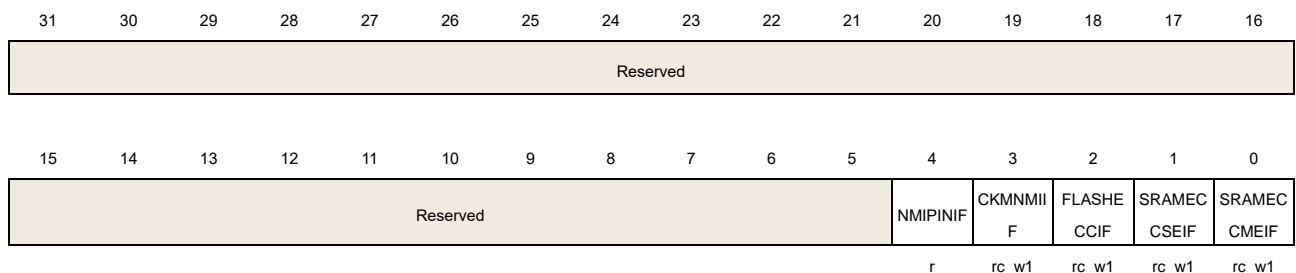 31 30 29 28 27 26 25 24 23 22 21 20 19 18 17 16
Reserved
15 14 13 12 11 10 9 8 7 6 5 4 3 2 1 0
Reserved NMIPINIF CKMNMII FLASHE SRAMEC SRAMEC
F CCIF CSEIF CMEIF
r rc_w1 rc_w1 rc_w1 rc_w1